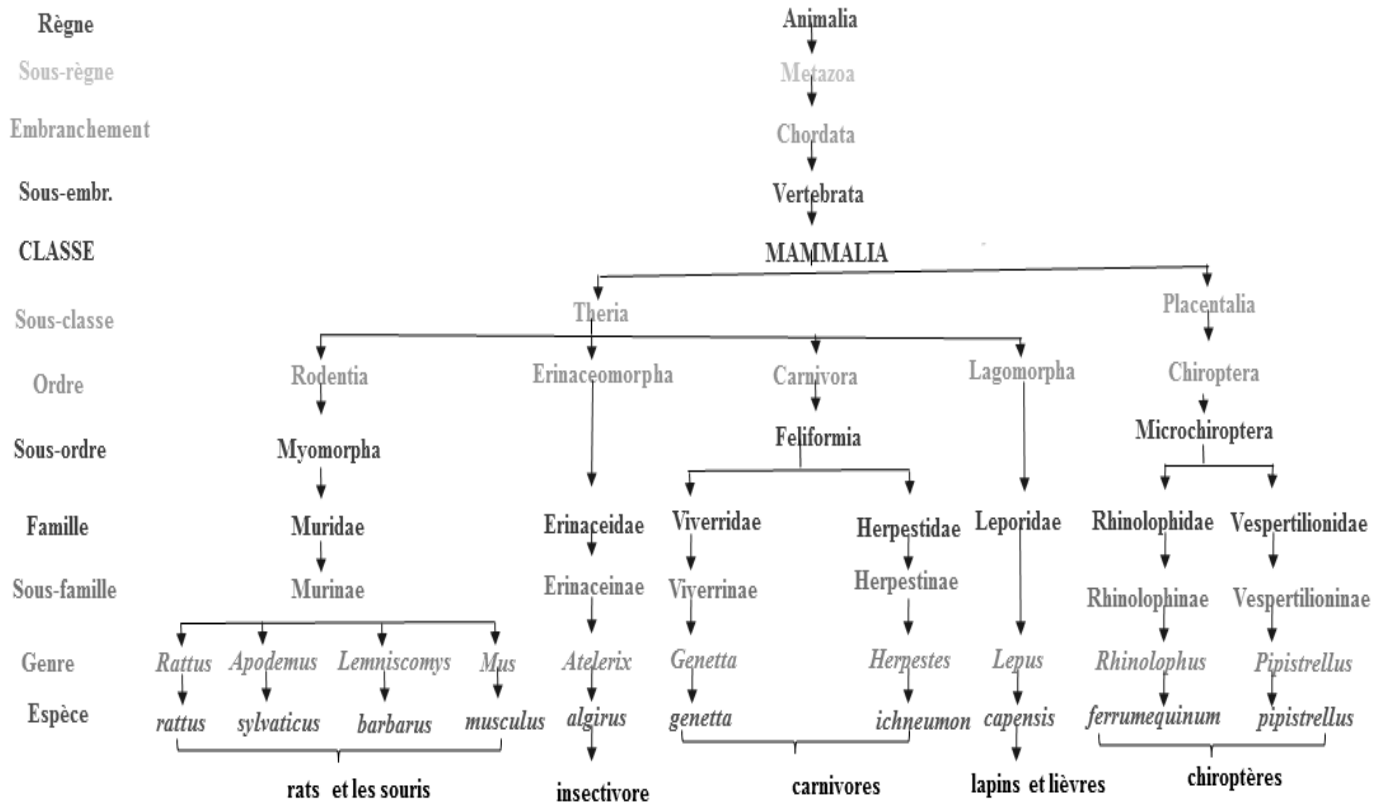 Règne Animalia
Sous-règne Metazoa
Embranchement Chordata
Sous-embr. Vertebrata
CLASSE MAMMALIA
Sous-classe Theria Placentalia
Ordre Rodentia Erinaceomorpha Carnivora Lagomorpha Chiroptera
Sous-ordre Myomorpha Feliformia Microchiroptera
Famille Muridae Erinaceidae Viverridae Herpestidae Leporidae Rhinolophidae Vespertilionidae
Sous-famille Murinae Erinaceinae Viverrinae Herpestinae Rhinolophinae Vespertilioninae
Genre Rattus Apodemus Lemniscomys Mus Atelerix Genetta Herpestes Lepus Rhinolophus Pipistrellus
Espèce rattus sylvaticus barbarus musculus algirus genetta ichneumon capensis ferrumequinum pipistrellus
rats et les souris insectivore carnivores lapins et lièvres chiroptères